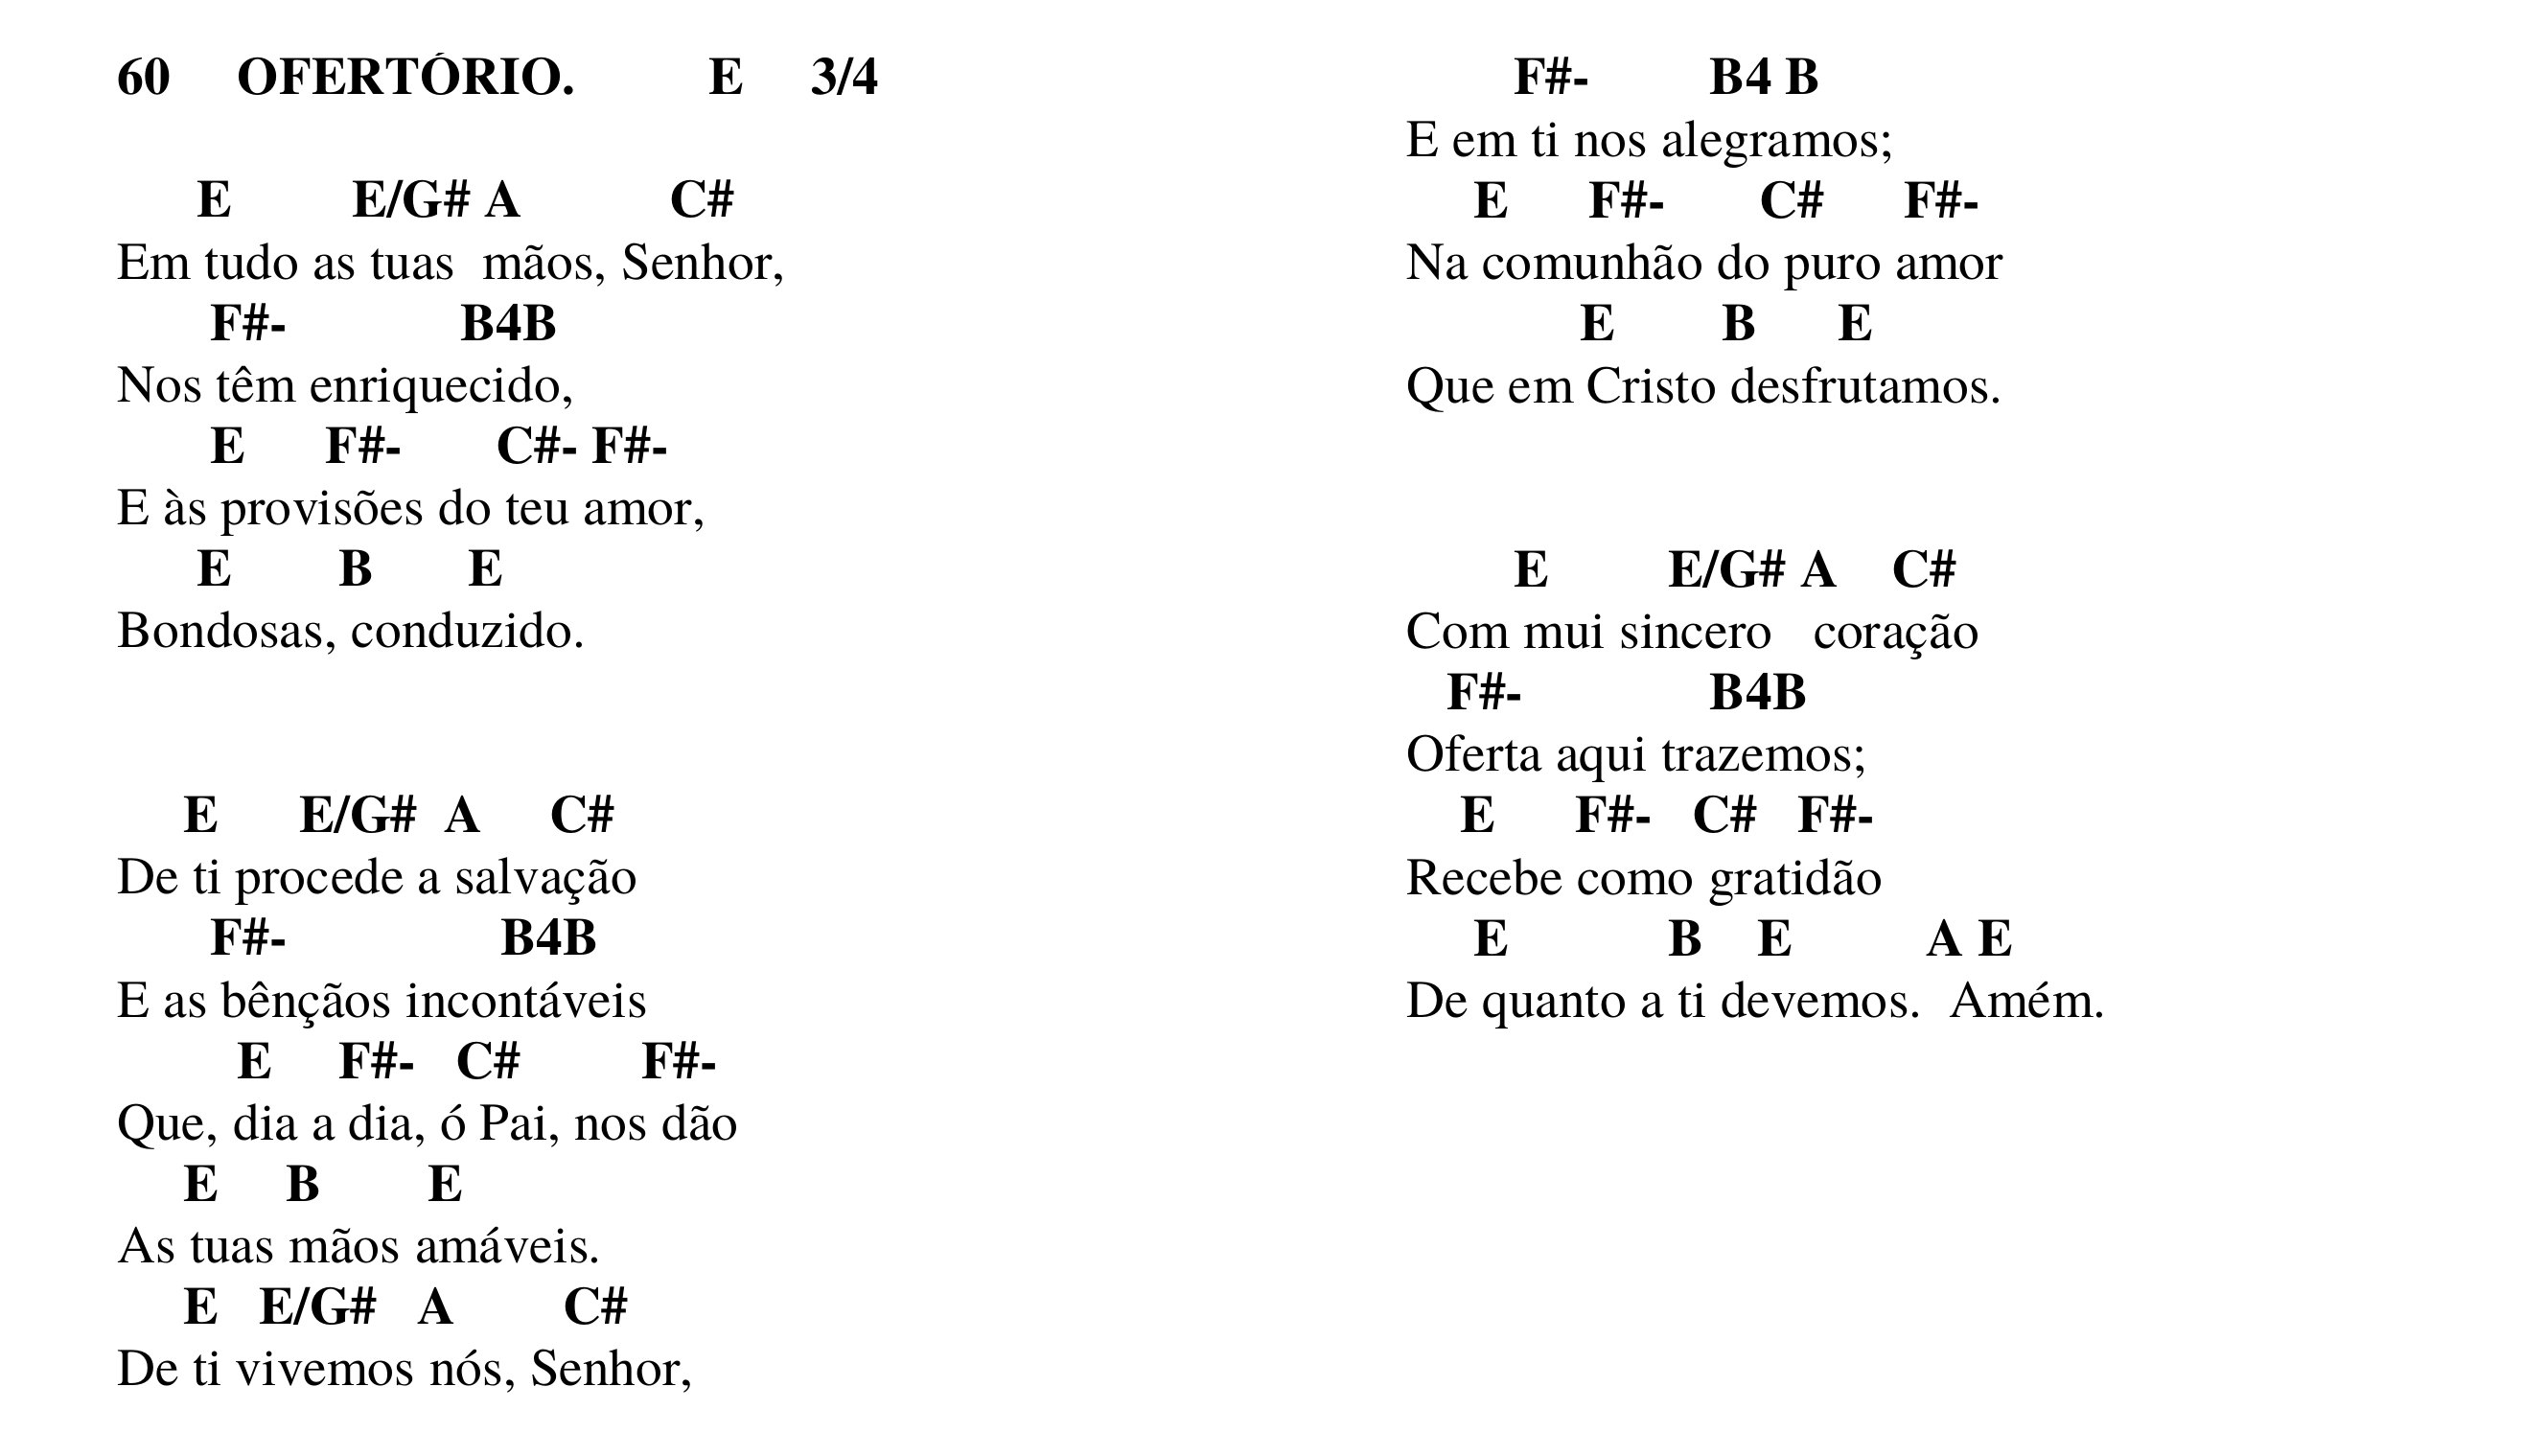 60     OFERTÓRIO.          E     3/4
E         E/G# A           C#
Em tudo as tuas  mãos, Senhor,
F#-             B4B
Nos têm enriquecido,
E      F#-       C#- F#-
E às provisões do teu amor,
E        B       E
Bondosas, conduzido.
E      E/G#  A     C#
De ti procede a salvação
F#-                B4B
E as bênçãos incontáveis
E     F#-   C#         F#-
Que, dia a dia, ó Pai, nos dão
E     B        E
As tuas mãos amáveis.
E   E/G#   A        C#
De ti vivemos nós, Senhor,
F#-         B4 B
E em ti nos alegramos;
E      F#-       C#      F#-
Na comunhão do puro amor
E        B      E
Que em Cristo desfrutamos.
E         E/G# A    C#
Com mui sincero   coração
F#-              B4B
Oferta aqui trazemos;
E      F#-   C#   F#-
Recebe como gratidão
E            B    E          A E
De quanto a ti devemos.  Amém.